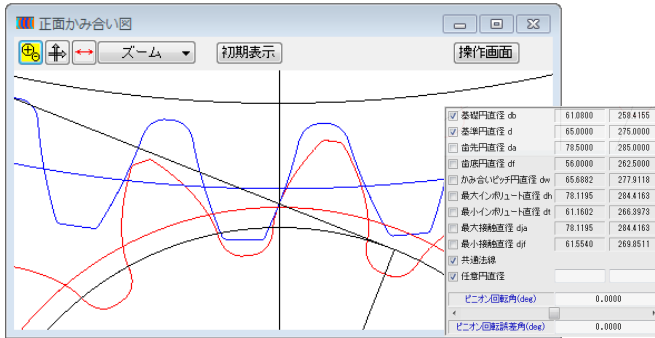 正面かみ合い図
ズーム
初期表示
操作画面
基礎円直径 db 61.0800 258.4155
基準円直径 d 65.0000 275.0000
歯先円直径 da 78.5000 285.0000
歯底円直径 df 56.0000 262.5000
かみ合いピッチ円直径 dw 65.6882 277.9118
最大インボリュート直径 dh 78.1195 284.4163
最小インボリュート直径 dt 61.1602 266.3973
最大接触直径 dja 78.1195 284.4163
最小接触直径 djf 61.5540 269.8511
共通法線
任意円直径
ピニオン回転角(deg) 0.0000
ピニオン回転誤差角(deg) 0.0000